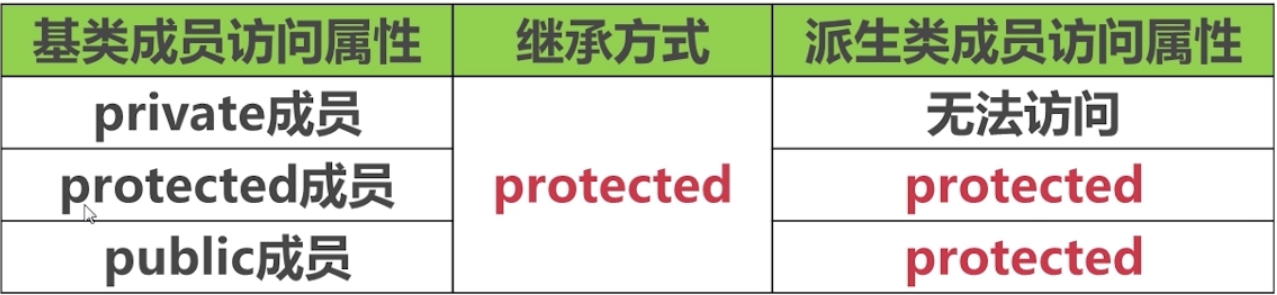 基类成员访问属性 继承方式 派生类成员访问属性
private成员 无法访问
protected成员 protected protected
public成员 protected